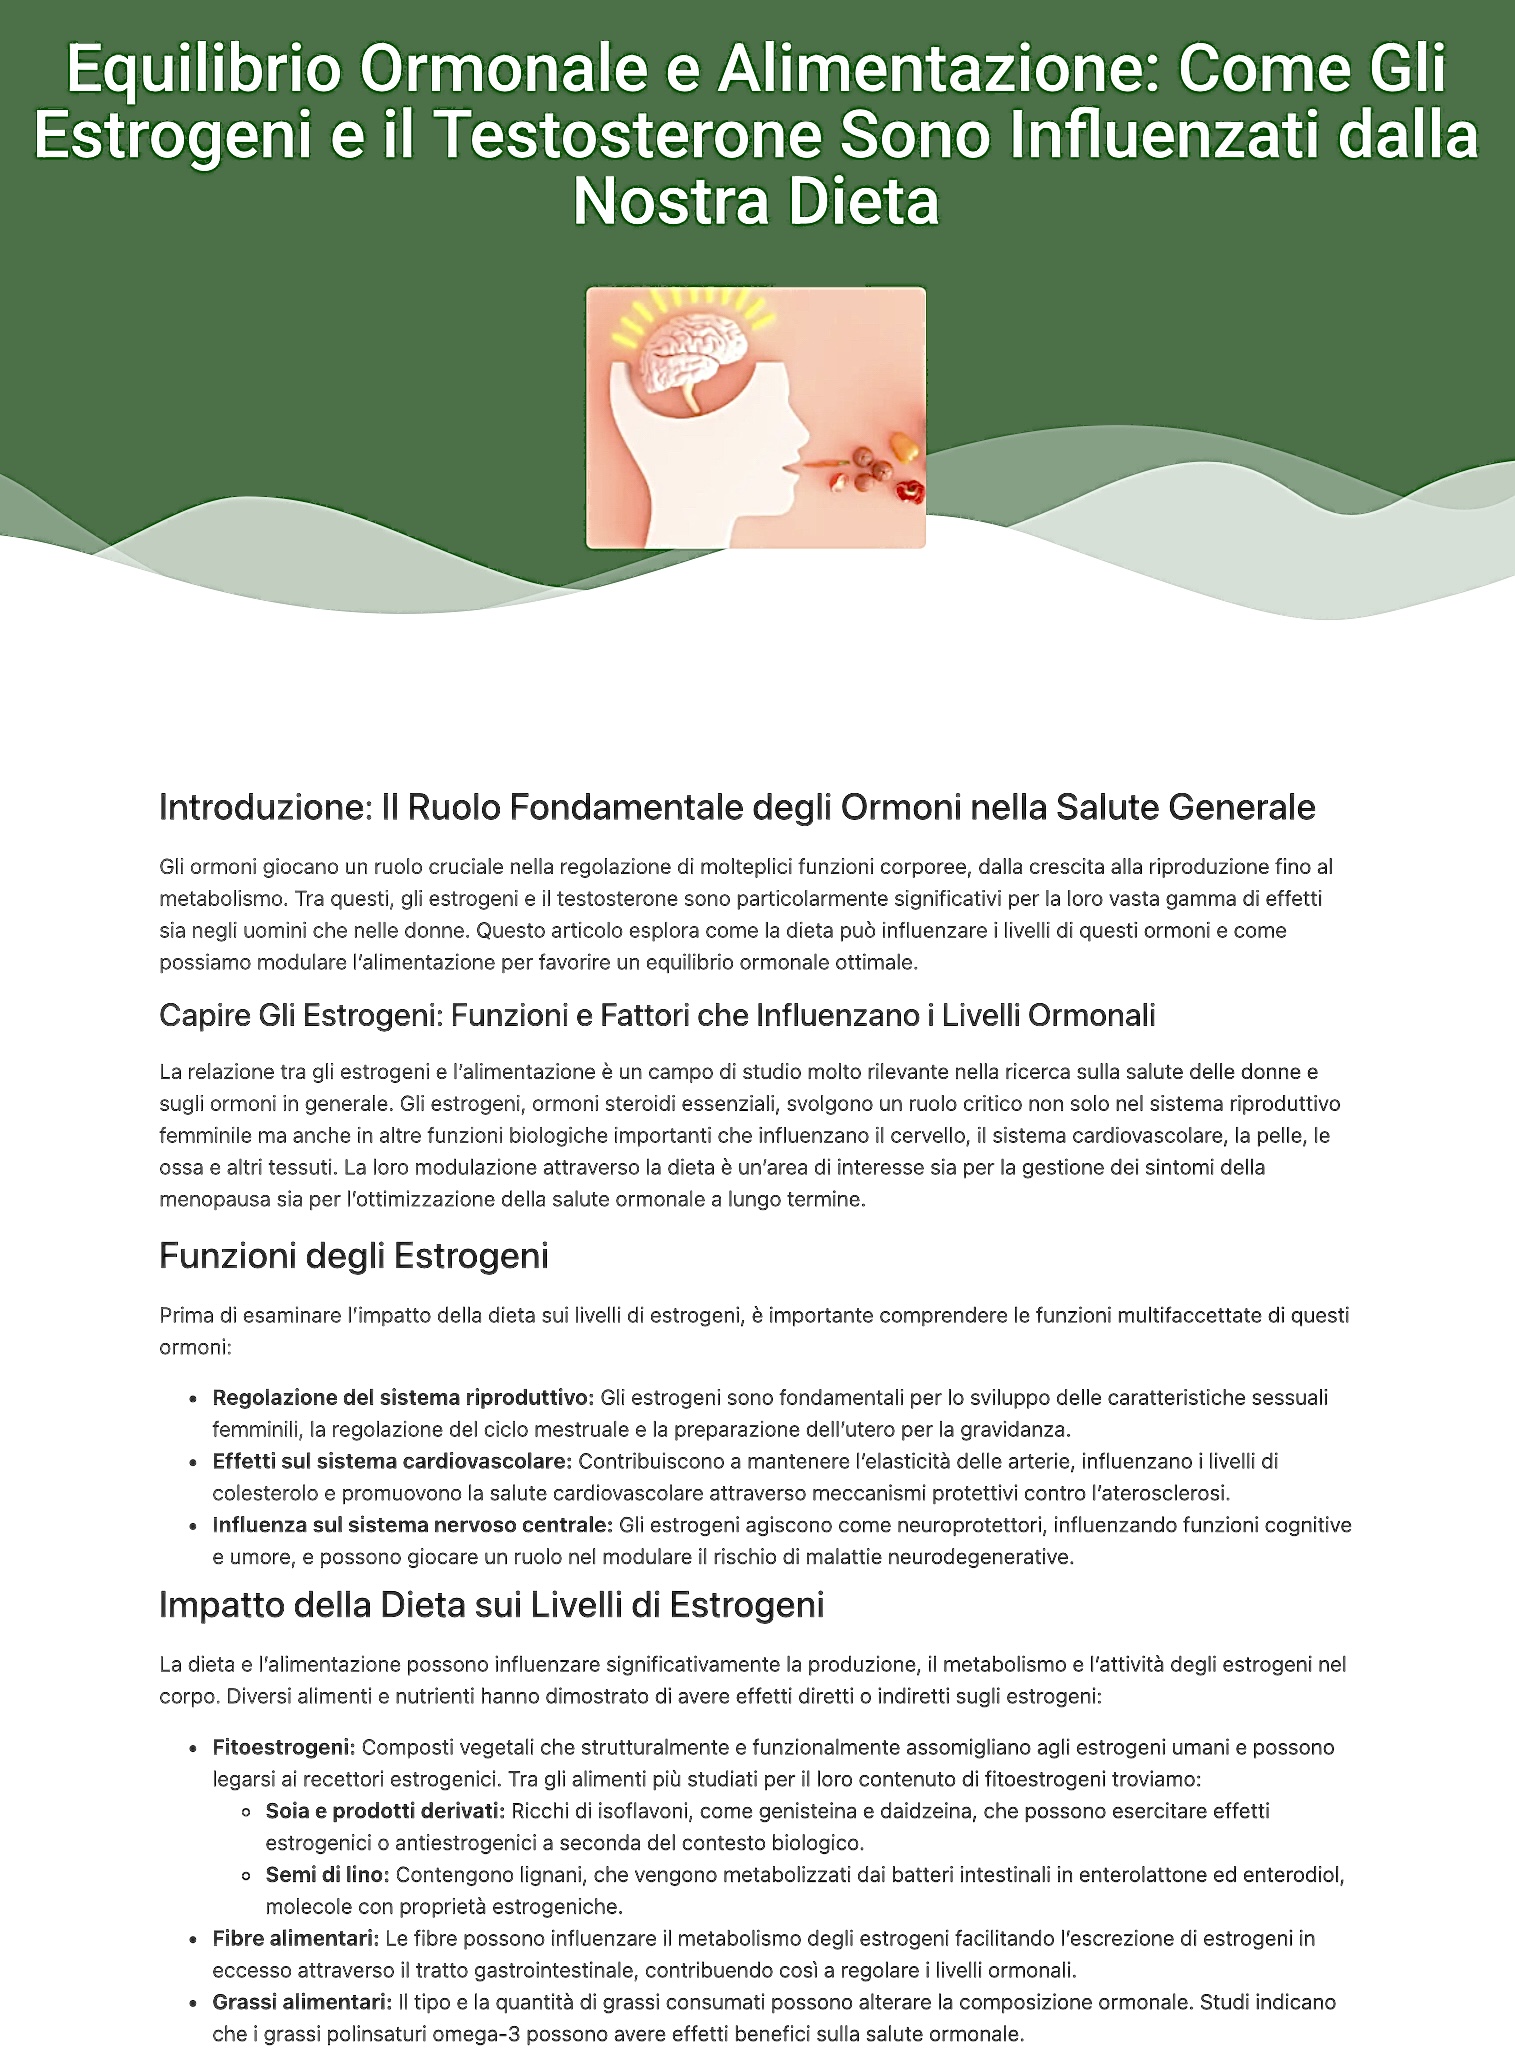 Equilibrio Ormonale e Alimentazione: Come Gli
Estrogeni e il Testosterone Sono Influenzati dalla
Nostra Dieta
Introduzione: Il Ruolo Fondamentale degli Ormoni nella Salute Generale
Gli ormoni giocano un ruolo cruciale nella regolazione di molteplici funzioni corporee, dalla crescita alla riproduzione fino al
metabolismo. Tra questi, gli estrogeni e il testosterone sono particolarmente significativi per la loro vasta gamma di effetti
sia negli uomini che nelle donne. Questo articolo esplora come la dieta può influenzare i livelli di questi ormoni e come
possiamo modulare l’alimentazione per favorire un equilibrio ormonale ottimale.
Capire Gli Estrogeni: Funzioni e Fattori che Influenzano i Livelli Ormonali
La relazione tra gli estrogeni e l’alimentazione è un campo di studio molto rilevante nella ricerca sulla salute delle donne e
sugli ormoni in generale. Gli estrogeni, ormoni steroidi essenziali, svolgono un ruolo critico non solo nel sistema riproduttivo
femminile ma anche in altre funzioni biologiche importanti che influenzano il cervello, il sistema cardiovascolare, la pelle, le
ossa e altri tessuti. La loro modulazione attraverso la dieta è un’area di interesse sia per la gestione dei sintomi della
menopausa sia per l’ottimizzazione della salute ormonale a lungo termine.
Funzioni degli Estrogeni
Prima di esaminare l’impatto della dieta sui livelli di estrogeni, è importante comprendere le funzioni multifaccettate di questi
ormoni:
• Regolazione del sistema riproduttivo: Gli estrogeni sono fondamentali per lo sviluppo delle caratteristiche sessuali
femminili, la regolazione del ciclo mestruale e la preparazione dell’utero per la gravidanza.
• Effetti sul sistema cardiovascolare: Contribuiscono a mantenere l’elasticità delle arterie, influenzano i livelli di
colesterolo e promuovono la salute cardiovascolare attraverso meccanismi protettivi contro l’aterosclerosi.
• Influenza sul sistema nervoso centrale: Gli estrogeni agiscono come neuroprotettori, influenzando funzioni cognitive
e umore, e possono giocare un ruolo nel modulare il rischio di malattie neurodegenerative.
Impatto della Dieta sui Livelli di Estrogeni
La dieta e l’alimentazione possono influenzare significativamente la produzione, il metabolismo e l’attività degli estrogeni nel
corpo. Diversi alimenti e nutrienti hanno dimostrato di avere effetti diretti o indiretti sugli estrogeni:
• Fitoestrogeni: Composti vegetali che strutturalmente e funzionalmente assomigliano agli estrogeni umani e possono
legarsi ai recettori estrogenici. Tra gli alimenti più studiati per il loro contenuto di fitoestrogeni troviamo:
◦ Soia e prodotti derivati: Ricchi di isoflavoni, come genisteina e daidzeina, che possono esercitare effetti
estrogenici o antiestrogenici a seconda del contesto biologico.
◦ Semi di lino: Contengono lignani, che vengono metabolizzati dai batteri intestinali in enterolattone ed enterodiol,
molecole con proprietà estrogeniche.
• Fibre alimentari: Le fibre possono influenzare il metabolismo degli estrogeni facilitando l’escrezione di estrogeni in
eccesso attraverso il tratto gastrointestinale, contribuendo così a regolare i livelli ormonali.
• Grassi alimentari: Il tipo e la quantità di grassi consumati possono alterare la composizione ormonale. Studi indicano
che i grassi polinsaturi omega-3 possono avere effetti benefici sulla salute ormonale.